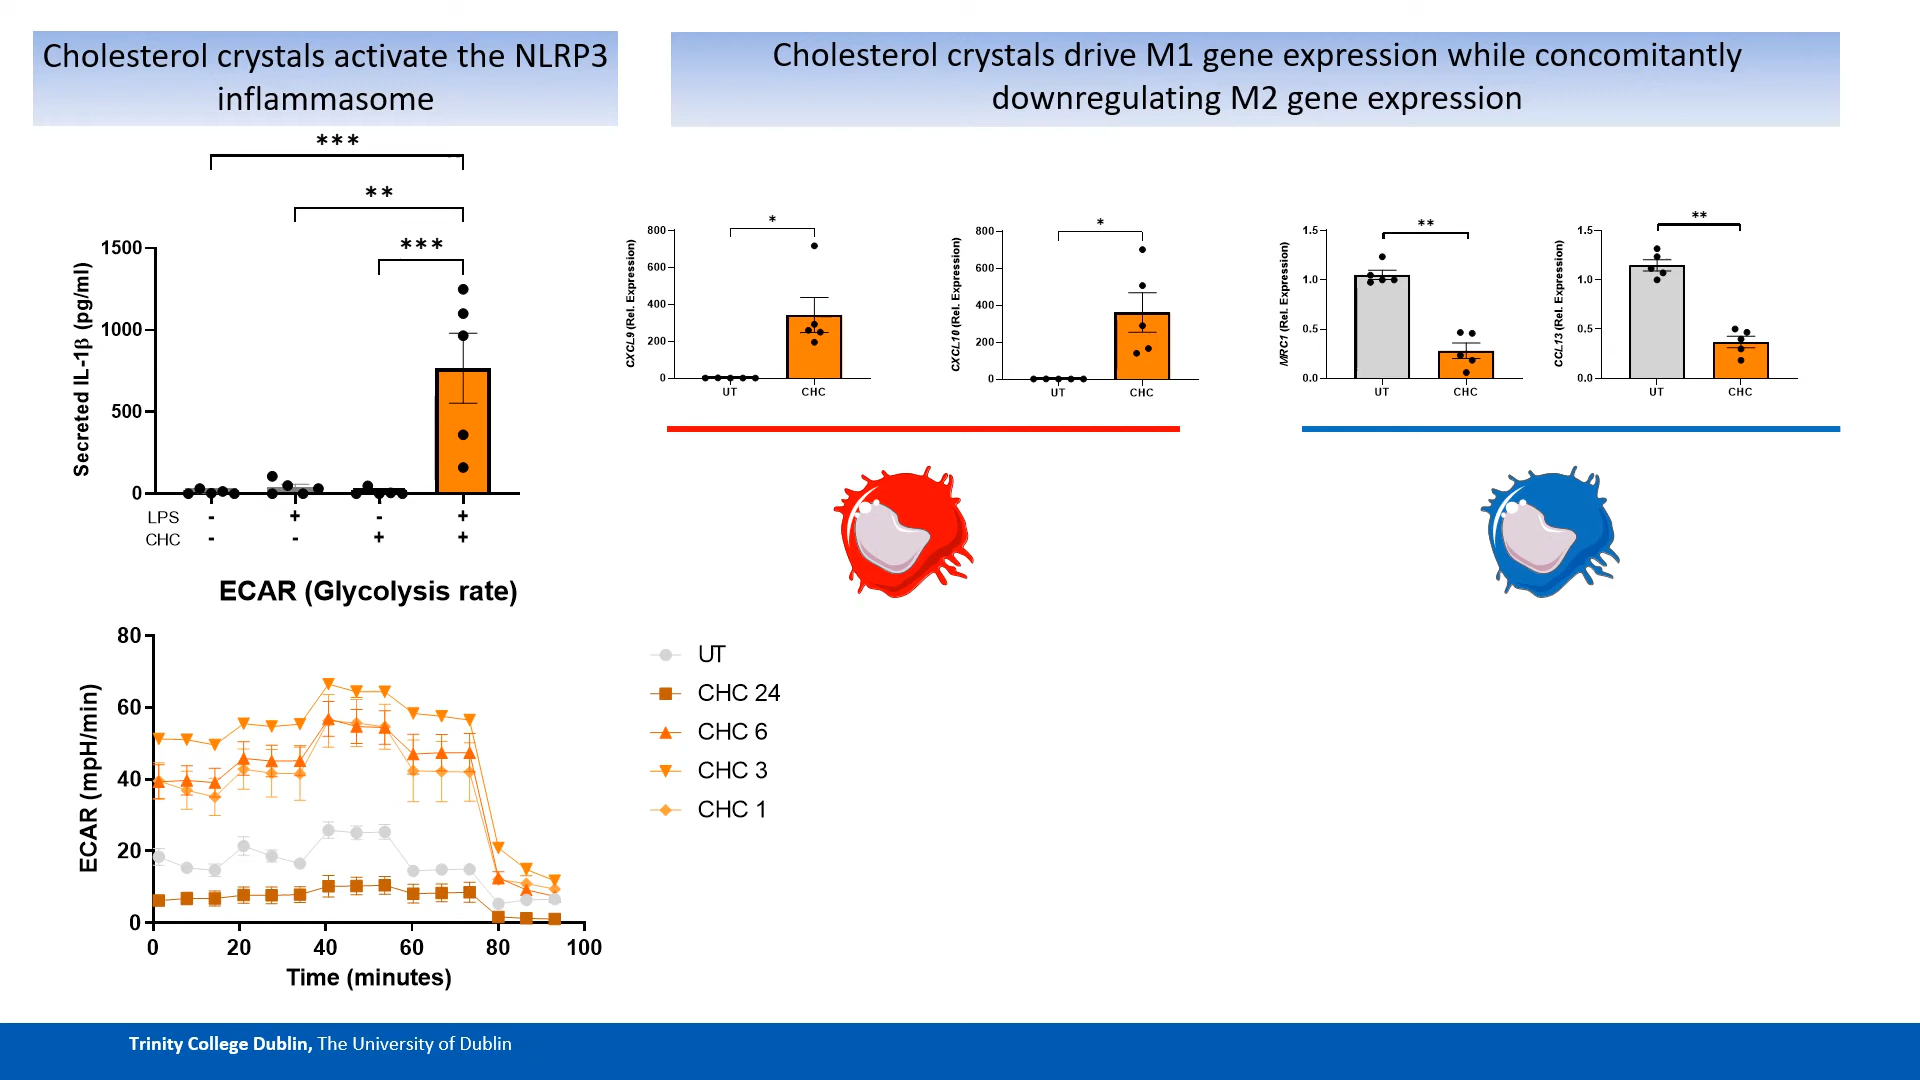 Cholesterol crystals activate the NLRP3
inflammasome
Cholesterol crystals drive M1 gene expression while concomitantly
downregulating M2 gene expression
***
**
***
Secreted IL-1β (pg/ml)
1500
1000
500
0
LPS - + - +
CHC - - + +
*
CXCL9 (Rel. Expression)
800
600
400
200
0
UT CHC
*
CXCL10 (Rel. Expression)
800
600
400
200
0
UT CHC
**
MRC1 (Rel. Expression)
1.5
1.0
0.5
0.0
UT CHC
**
CCL13 (Rel. Expression)
1.5
1.0
0.5
0.0
UT CHC
ECAR (Glycolysis rate)
ECAR (mpH/min)
80
60
40
20
0
0 20 40 60 80 100
Time (minutes)
UT
CHC 24
CHC 6
CHC 3
CHC 1
Trinity College Dublin, The University of Dublin